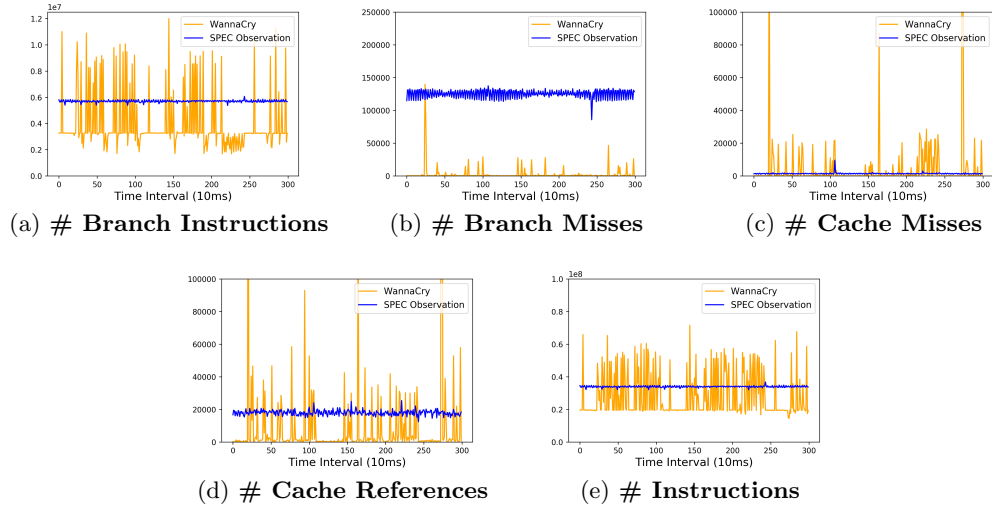 1e7
WannaCry
SPEC Observation
1.2
1.0
0.8
0.6
0.4
0.2
0.0
0 50 100 150 200 250 300
Time Interval (10ms)
(a) # Branch Instructions
WannaCry
SPEC Observation
250000
200000
150000
100000
50000
0
0 50 100 150 200 250 300
Time Interval (10ms)
(b) # Branch Misses
WannaCry
SPEC Observation
100000
80000
60000
40000
20000
0
0 50 100 150 200 250 300
Time Interval (10ms)
(c) # Cache Misses
WannaCry
SPEC Observation
100000
80000
60000
40000
20000
0
0 50 100 150 200 250 300
Time Interval (10ms)
(d) # Cache References
1e8
WannaCry
SPEC Observation
1.0
0.8
0.6
0.4
0.2
0.0
0 50 100 150 200 250 300
Time Interval (10ms)
(e) # Instructions